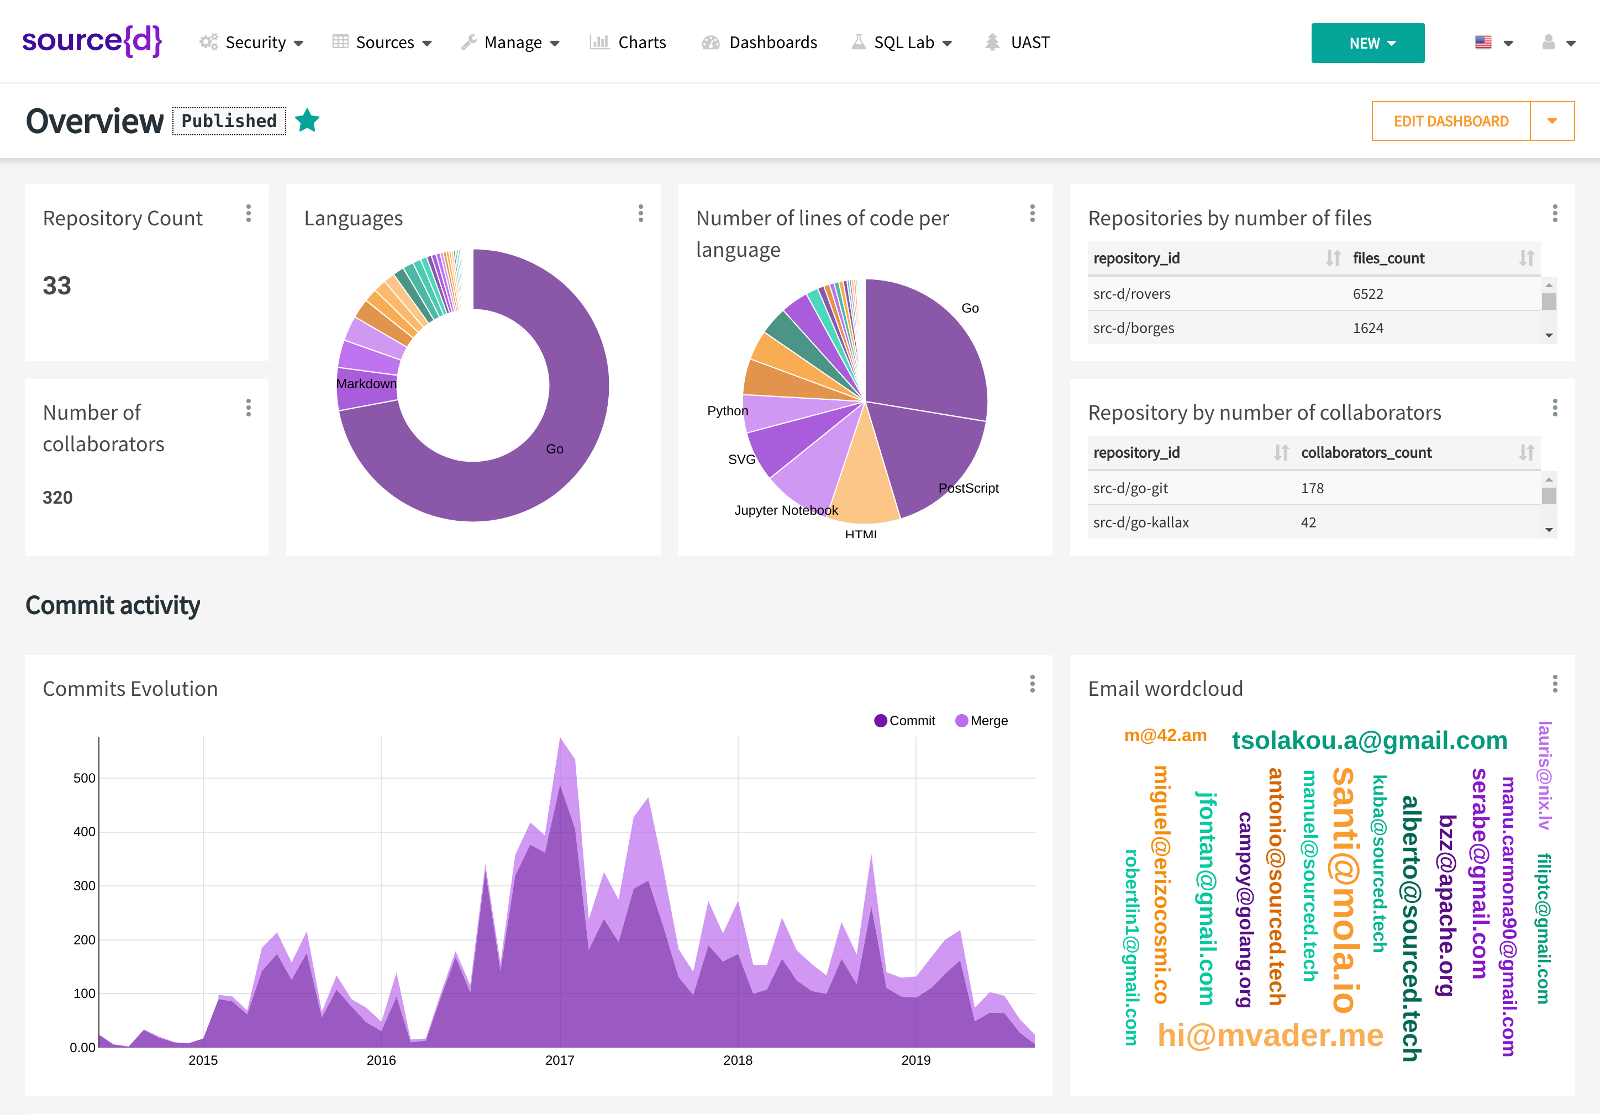 source{d}
Security
Sources
Manage
Charts
Dashboards
SQL Lab
UAST
NEW
Overview
Published
EDIT DASHBOARD
Repository Count
33
Number of
collaborators
320
Languages
Markdown
Go
Number of lines of code per
language
Go
Python
SVG
PostScript
Jupyter Notebook
HTML
Repositories by number of files
repository_id files_count
src-d/rovers 6522
src-d/borges 1624
Repository by number of collaborators
repository_id collaborators_count
src-d/go-git 178
src-d/go-kallax 42
Commit activity
Commits Evolution
Commit Merge
500
400
300
200
100
0.00
2015 2016 2017 2018 2019
Email wordcloud
m@42.am
tsolakou.a@gmail.com
lauris@nix.lv
miguel@erizocosmi.co
jfontan@gmail.com
campoy@golang.org
antonio@sourced.tech
manuel@sourced.tech
santi@mola.io
kuba@sourced.tech
alberto@sourced.tech
bzz@apache.org
serabe@gmail.com
manu.carmona90@gmail.com
filiptc@gmail.com
robertlin1@gmail.com
hi@mvader.me